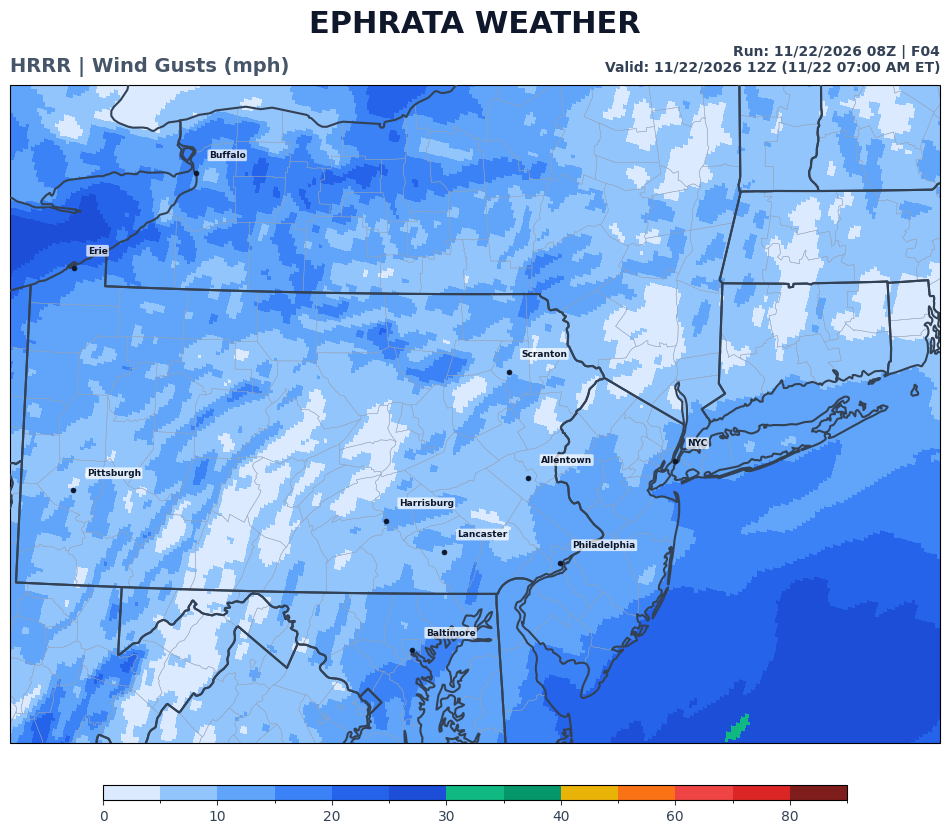 EPHRATA WEATHER
HRRR | Wind Gusts (mph)
Run: 11/22/2026 08Z | F04
Valid: 11/22/2026 12Z (11/22 07:00 AM ET)
Buffalo
Erie
Scranton
NYC
Allentown
Pittsburgh
Harrisburg
Lancaster
Philadelphia
Baltimore
0 10 20 30 40 50 60 70 80